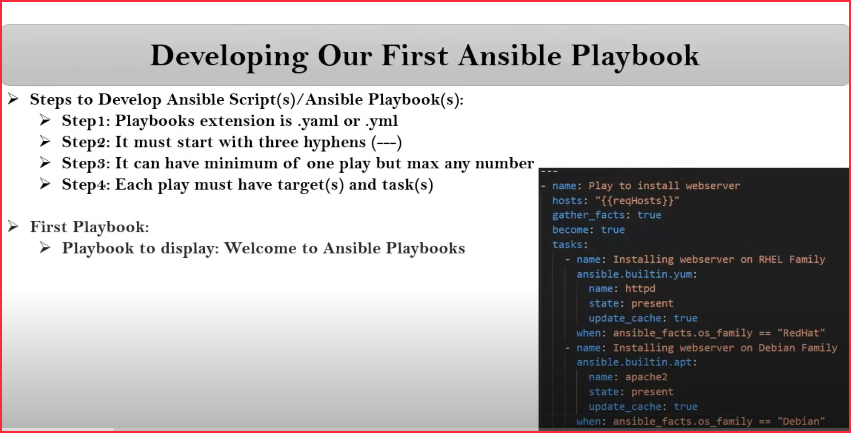 Developing Our First Ansible Playbook
➤ Steps to Develop Ansible Script(s)/Ansible Playbook(s):
➤ Step1: Playbooks extension is .yaml or .yml
➤ Step2: It must start with three hyphens (---)
➤ Step3: It can have minimum of one play but max any number
➤ Step4: Each play must have target(s) and task(s)
➤ First Playbook:
➤ Playbook to display: Welcome to Ansible Playbooks
---
- name: Play to install webserver
  hosts: "{{reqHosts}}"
  gather_facts: true
  become: true
  tasks:
    - name: Installing webserver on RHEL Family
      ansible.builtin.yum:
        name: httpd
        state: present
        update_cache: true
      when: ansible_facts.os_family == "RedHat"
    - name: Installing webserver on Debian Family
      ansible.builtin.apt:
        name: apache2
        state: present
        update_cache: true
      when: ansible_facts.os_family == "Debian"